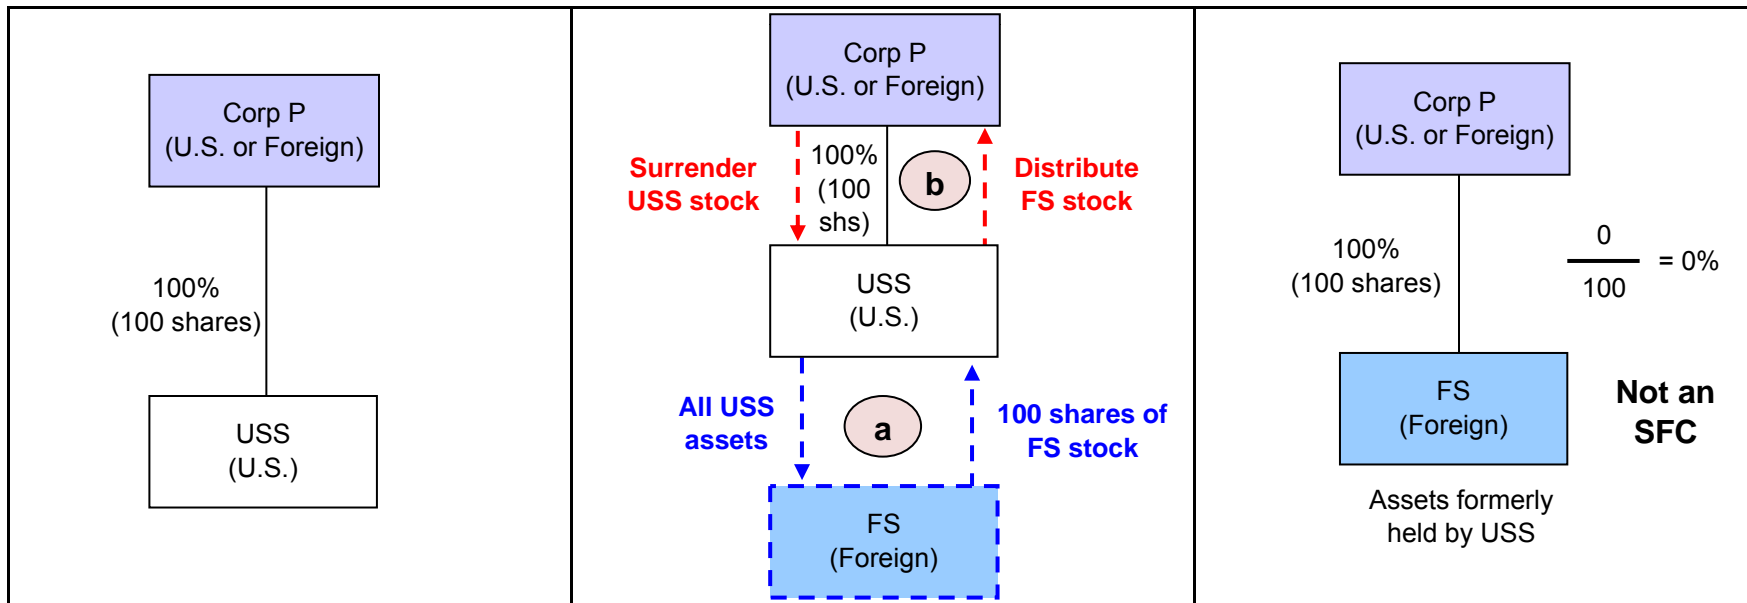 Corp P
(U.S. or Foreign)
100%
(100 shares)
USS
(U.S.)
Corp P
(U.S. or Foreign)
Surrender
USS stock
100%
(100
shs)
b
Distribute
FS stock
USS
(U.S.)
All USS
assets
a
100 shares of
FS stock
FS
(Foreign)
Corp P
(U.S. or Foreign)
100%
(100 shares)
0
100
= 0%
FS
(Foreign)
Not an
SFC
Assets formerly
held by USS